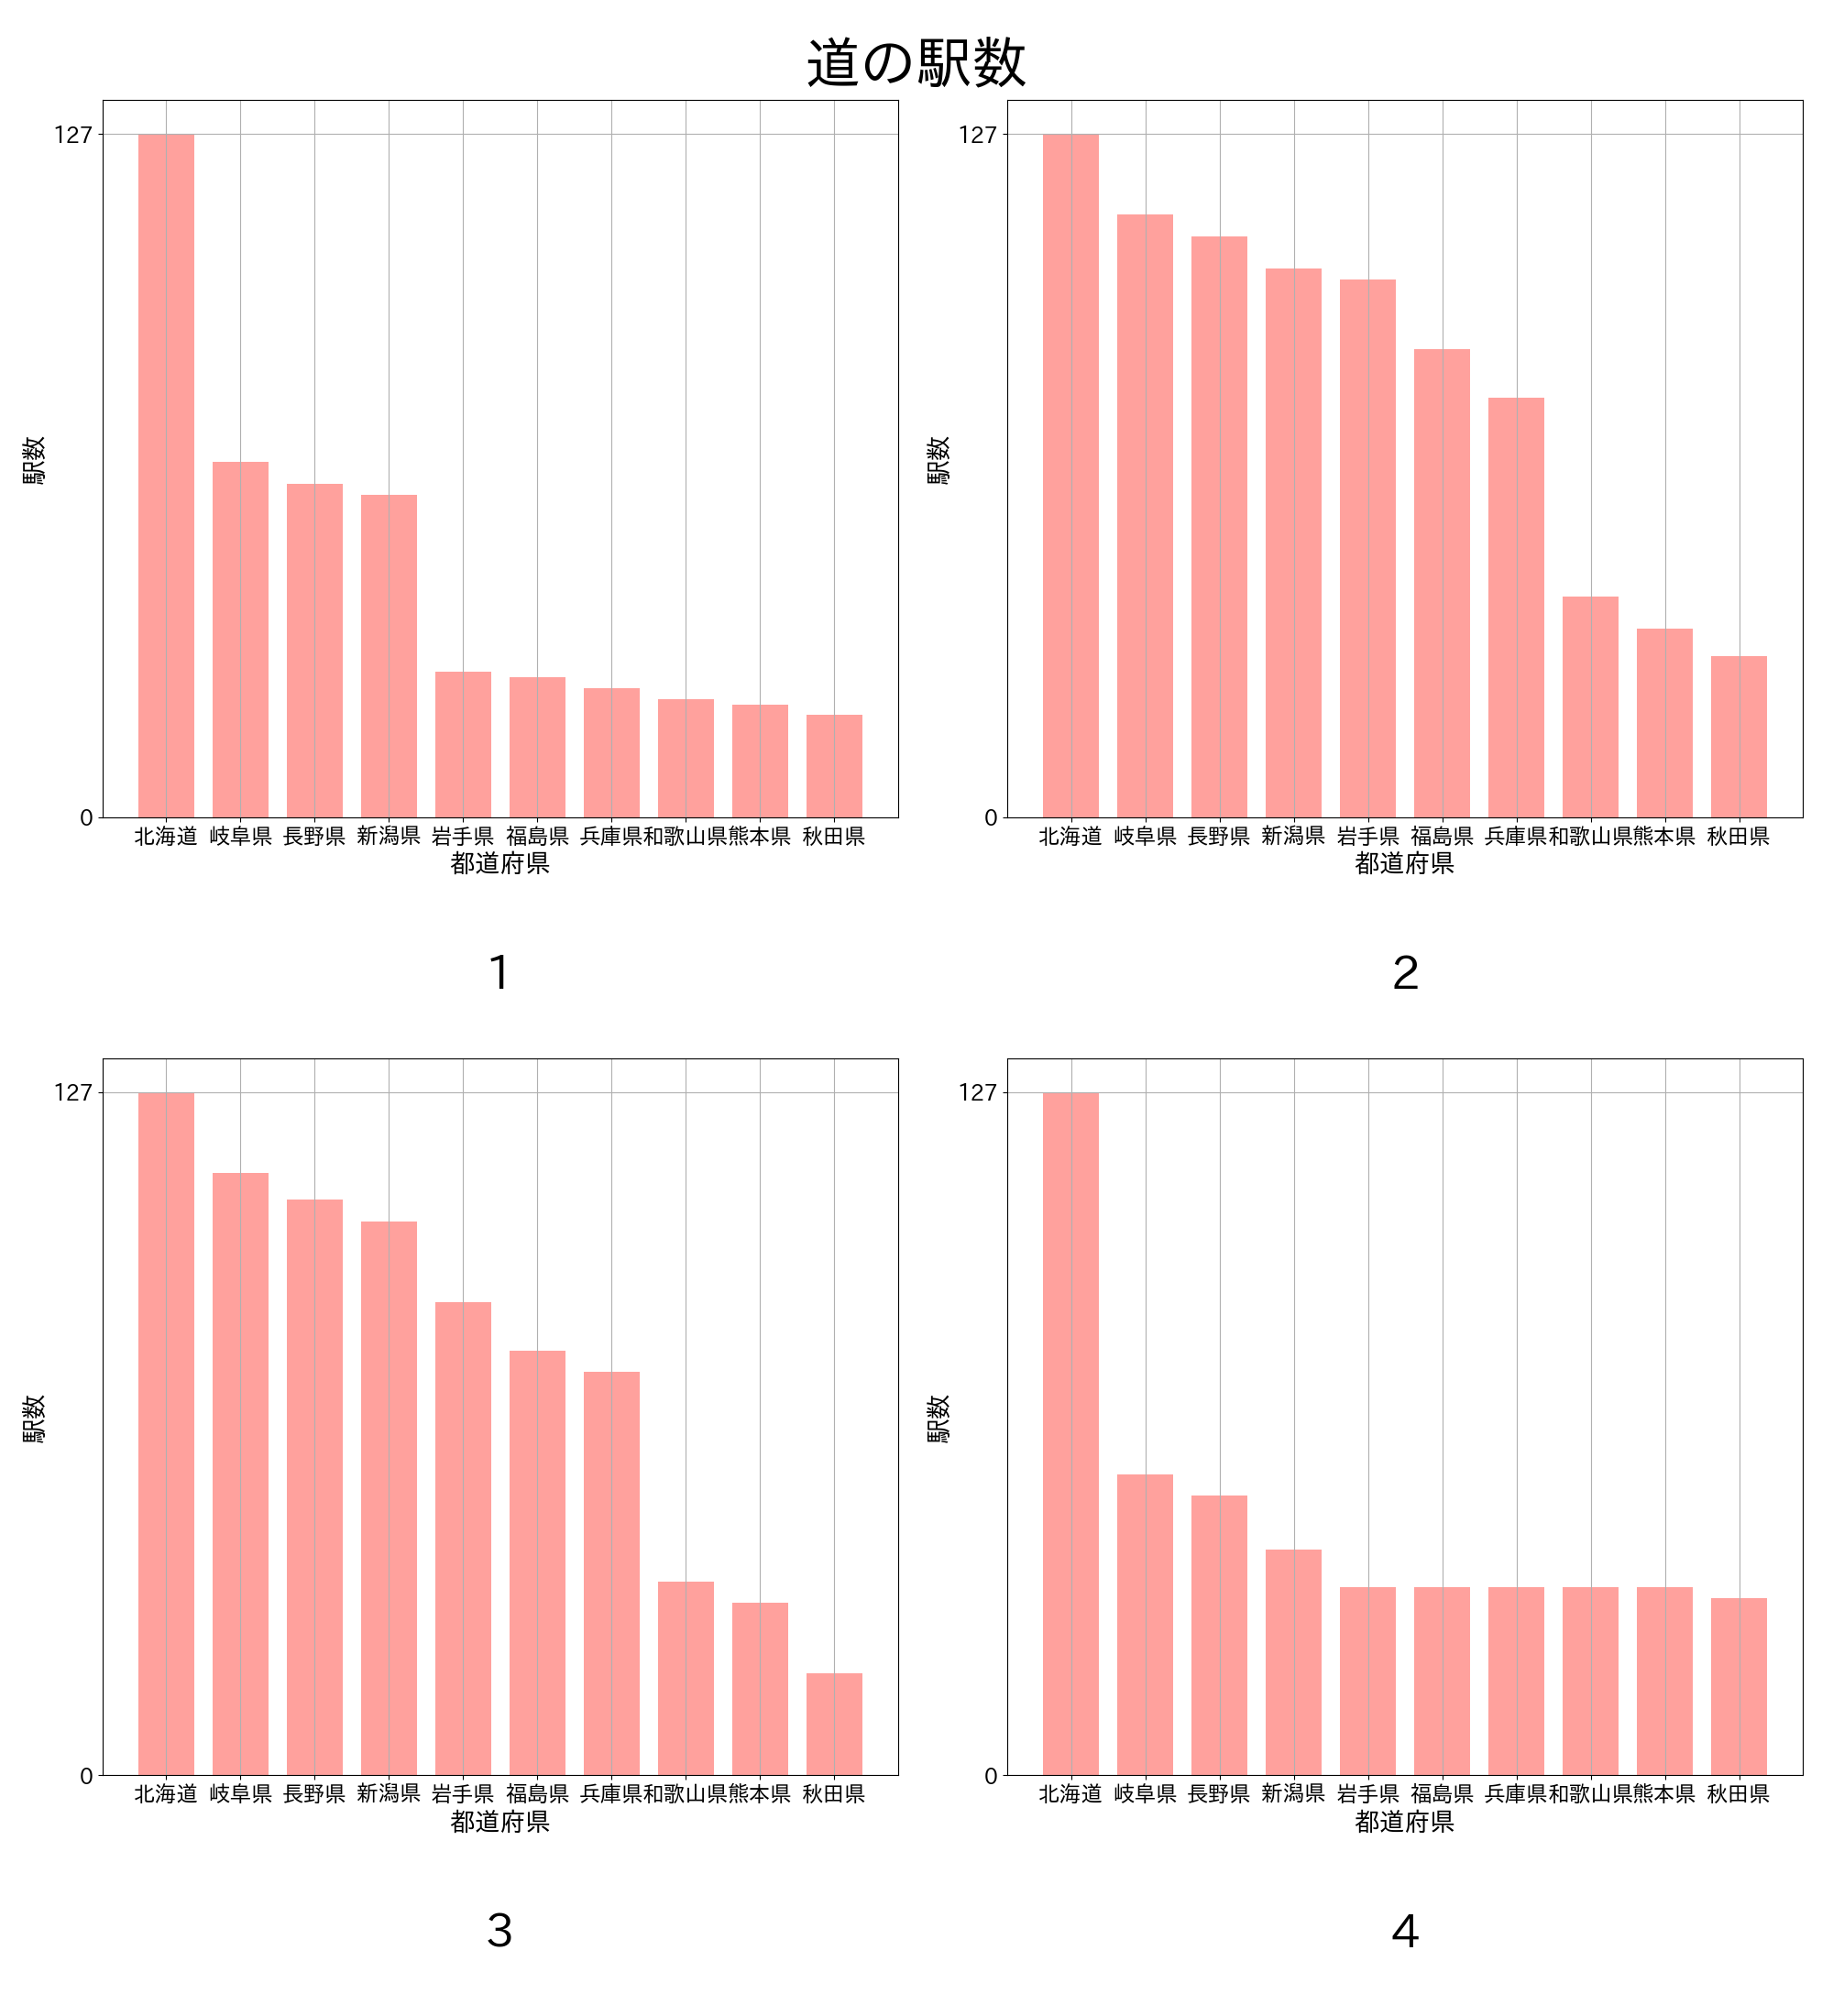 道の駅数
127
0
駅数
北海道 岐阜県 長野県 新潟県 岩手県 福島県 兵庫県 和歌山県 熊本県 秋田県
都道府県
1
127
0
駅数
北海道 岐阜県 長野県 新潟県 岩手県 福島県 兵庫県 和歌山県 熊本県 秋田県
都道府県
2
127
0
駅数
北海道 岐阜県 長野県 新潟県 岩手県 福島県 兵庫県 和歌山県 熊本県 秋田県
都道府県
3
127
0
駅数
北海道 岐阜県 長野県 新潟県 岩手県 福島県 兵庫県 和歌山県 熊本県 秋田県
都道府県
4